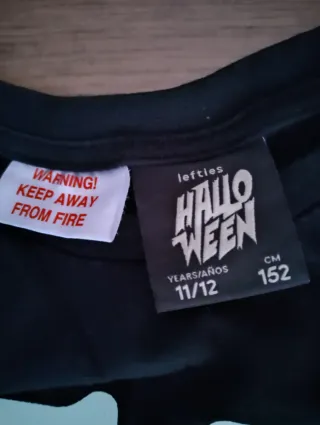 WARNING!
KEEP AWAY
FROM FIRE
lefties
HALLO
WEEN
YEARS/AÑOS
11/12
CM
152